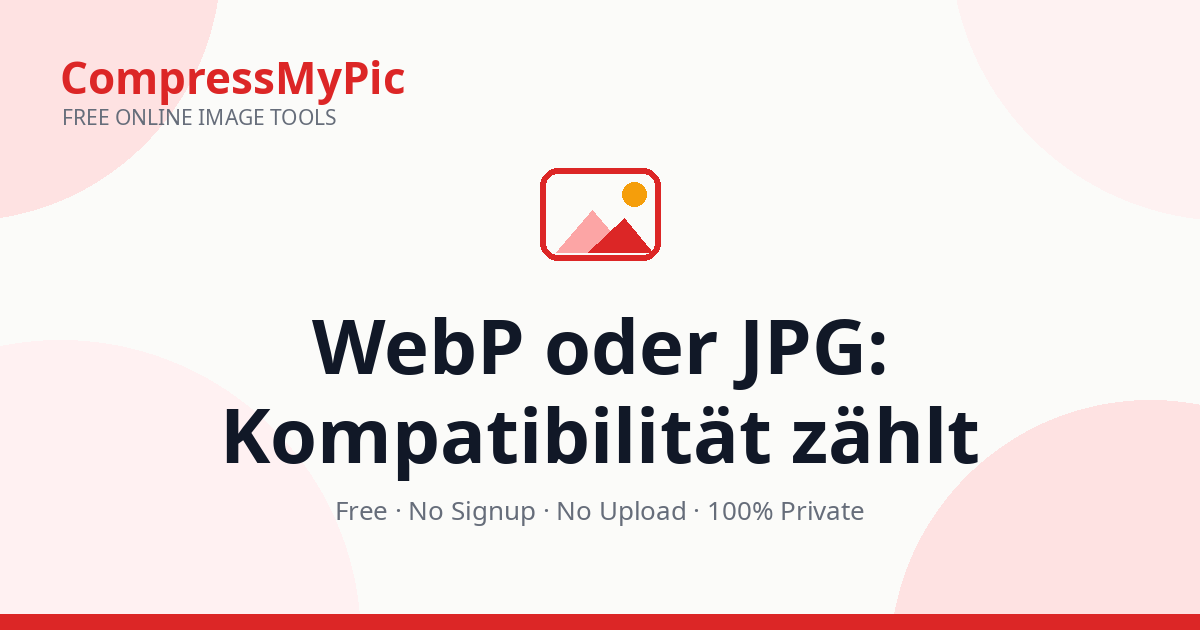 CompressMyPic
FREE ONLINE IMAGE TOOLS
WebP oder JPG:
Kompatibilität zählt
Free · No Signup · No Upload · 100% Private